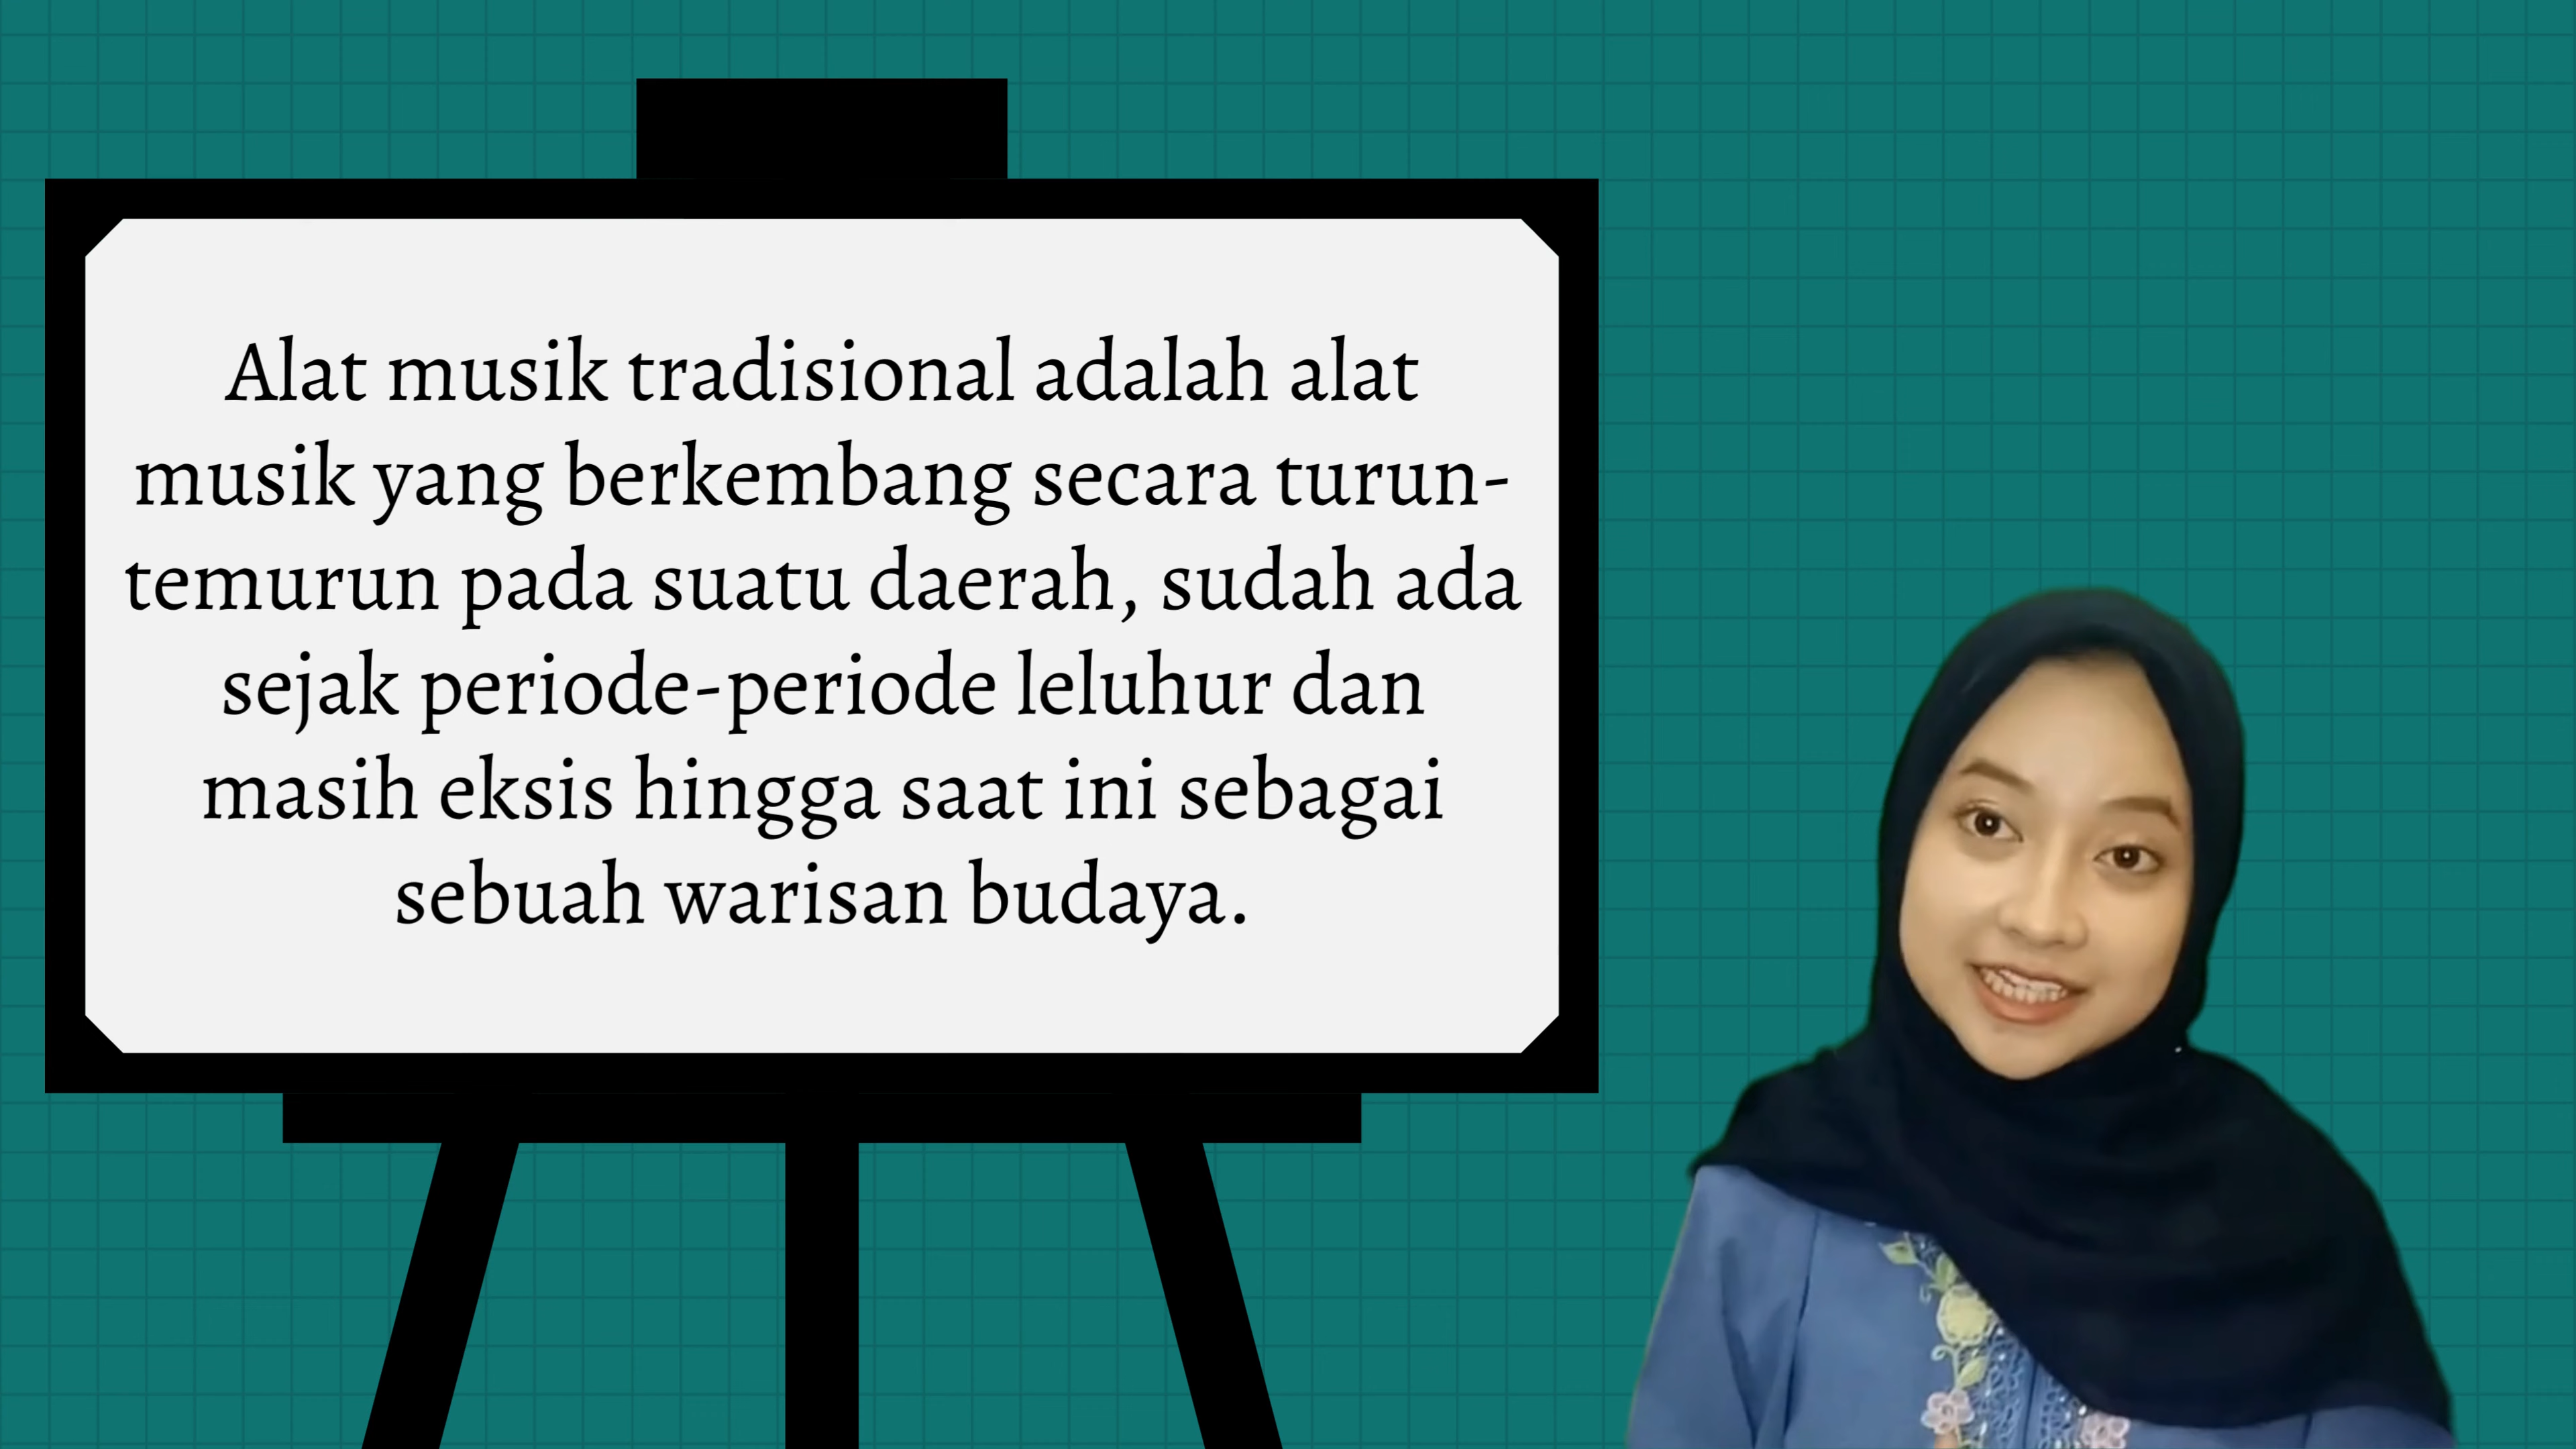 Alat musik tradisional adalah alat
musik yang berkembang secara turun-
temurun pada suatu daerah, sudah ada
sejak periode-periode leluhur dan
masih eksis hingga saat ini sebagai
sebuah warisan budaya.